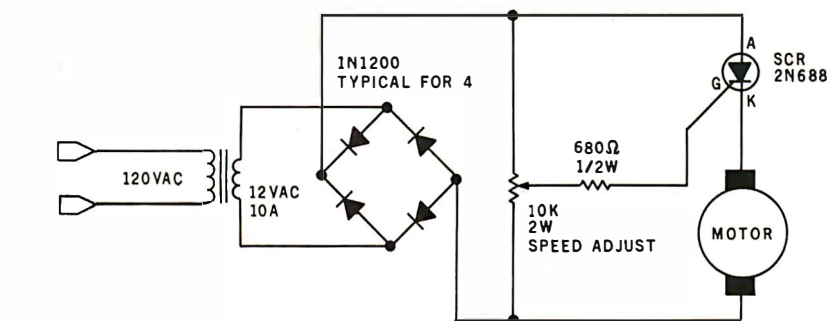 1N1200
TYPICAL FOR 4
A
SCR
2N688
G
K
120VAC
12VAC
10A
680Ω
1/2W
10K
2W
SPEED ADJUST
MOTOR